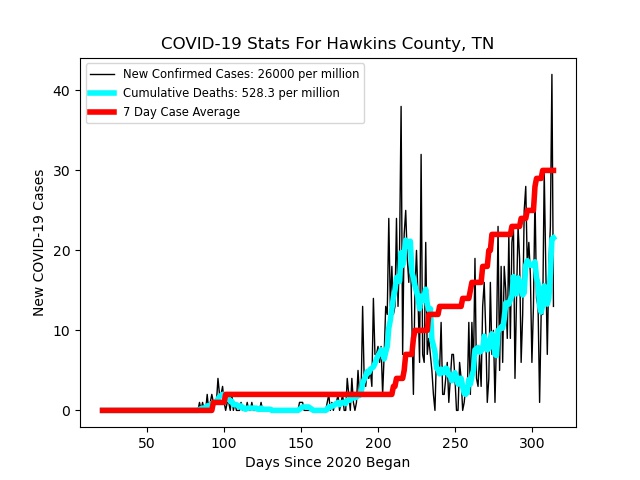 COVID-19 Stats For Hawkins County, TN
New Confirmed Cases: 26000 per million
Cumulative Deaths: 528.3 per million
7 Day Case Average
New COVID-19 Cases
40
30
20
10
0
50 100 150 200 250 300
Days Since 2020 Began